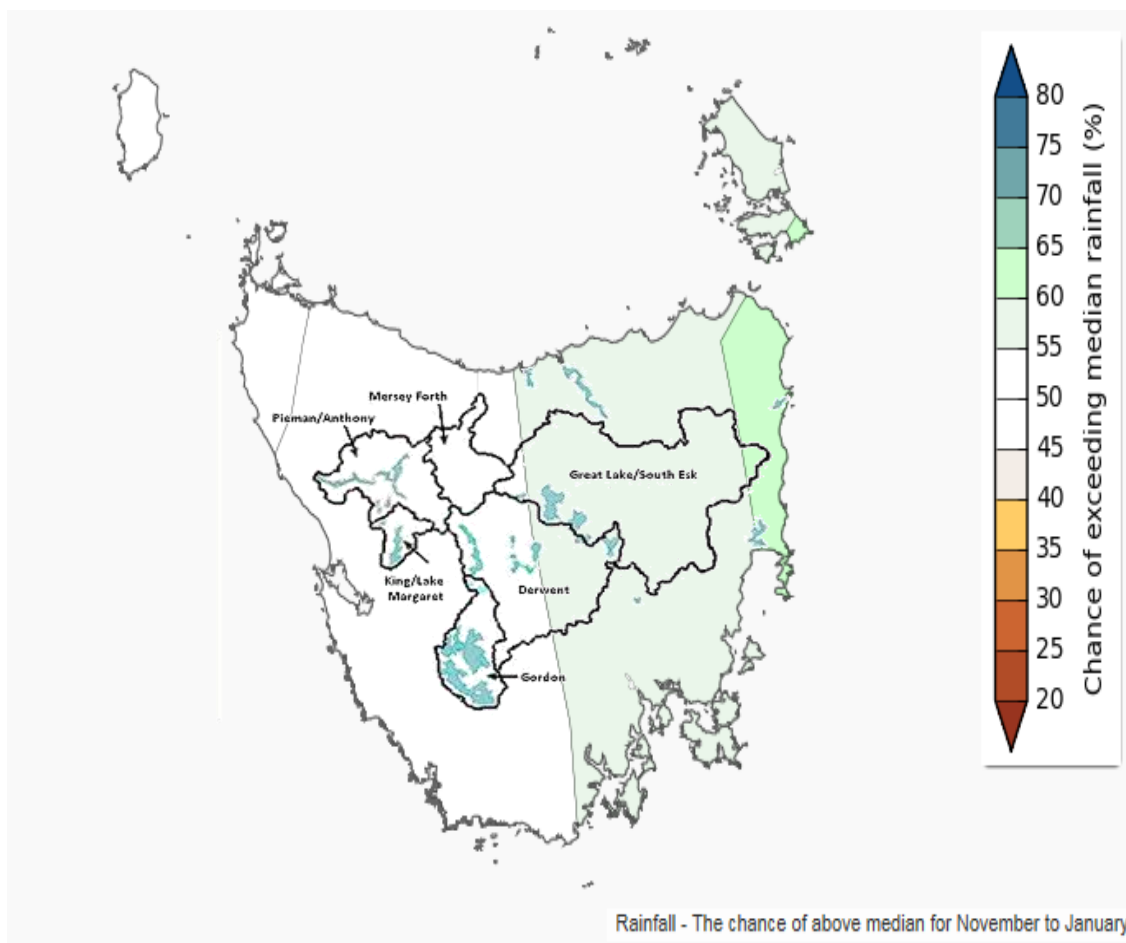 80
75
70
65
60
55
50
45
40
35
30
25
20
Chance of exceeding median rainfall (%)
Mersey Forth
Pieman/Anthony
Great Lake/South Esk
King/Lake
Margaret
Derwent
Gordon
Rainfall - The chance of above median for November to January